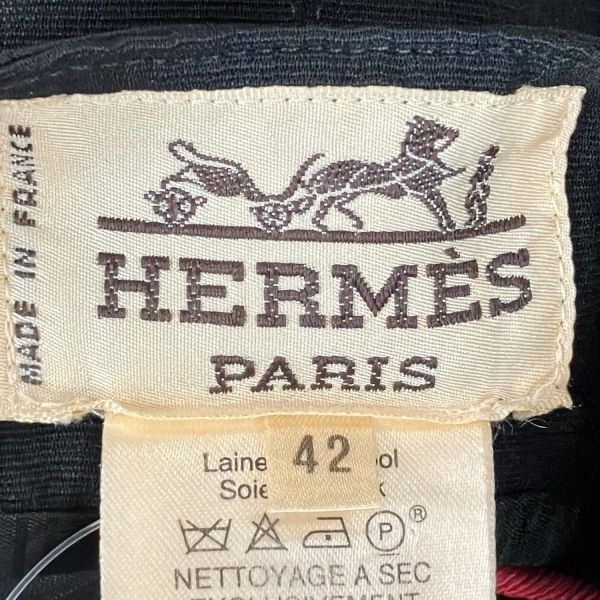 MADE IN FRANCE
HERMÈS
PARIS
42
Laine
Soie
P ®
NETTOYAGE A SEC